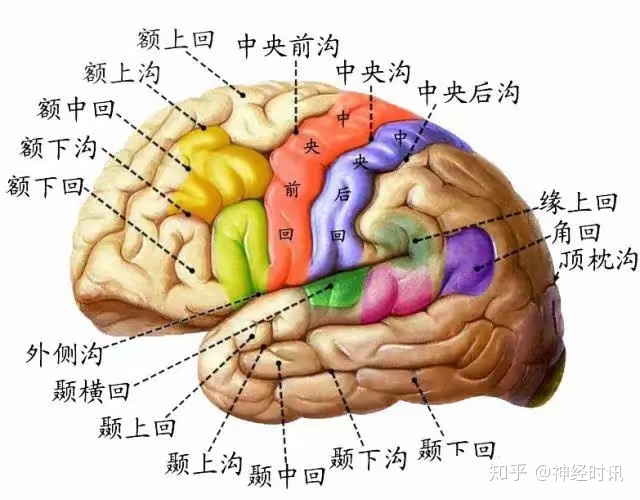 额上回
中央前沟
额上沟
中央沟
额中回
中央后沟
额下沟
额下回
中央前回
中央后回
缘上回
角回
顶枕沟
外侧沟
颞横回
颞上回
颞上沟
颞中回
颞下沟
颞下回
知乎 @神经时讯